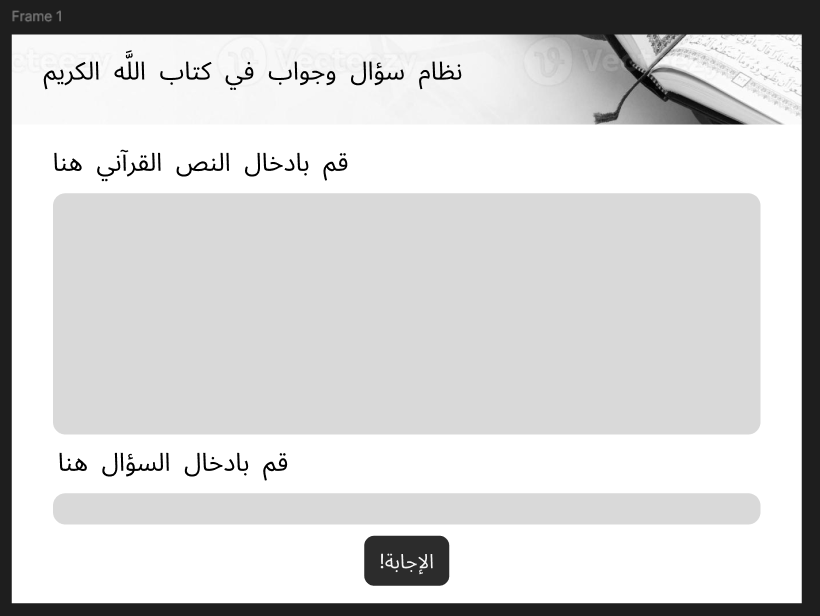 Frame 1
نظام سؤال وجواب في كتاب اللَّه الكريم
قم بادخال النص القرآني هنا
قم بادخال السؤال هنا
الإجابة!